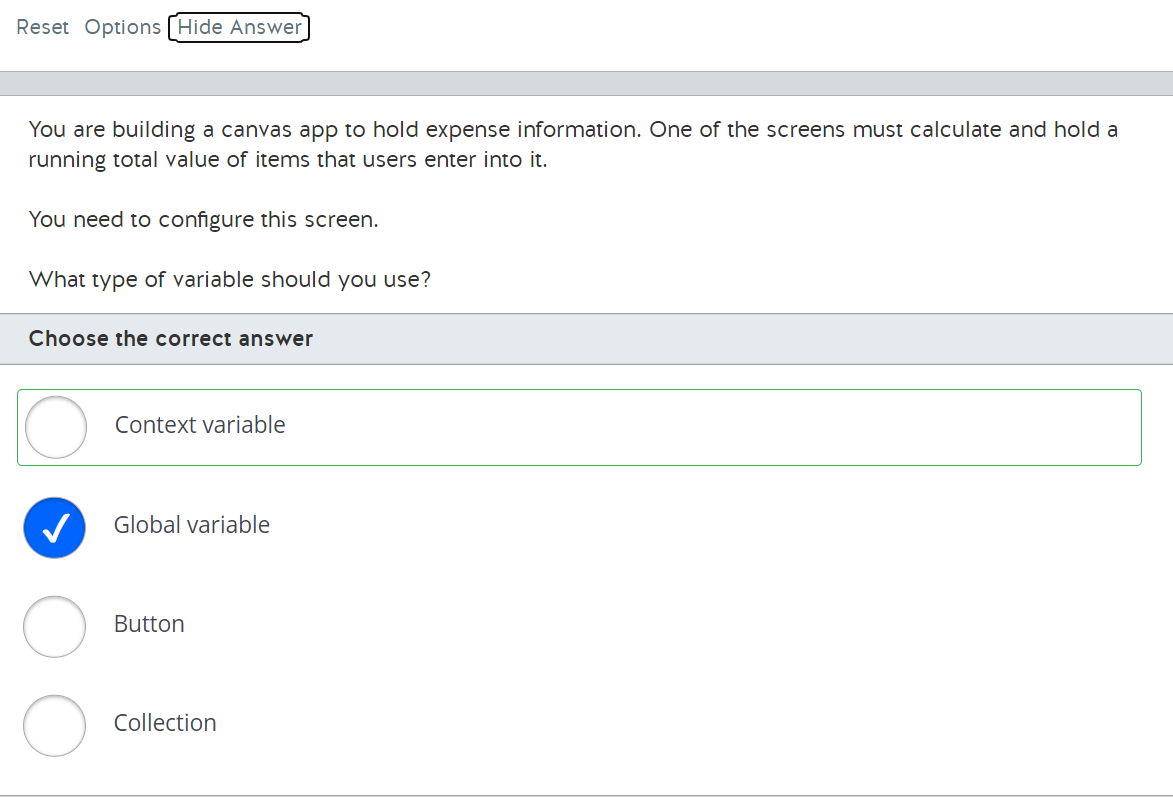 Reset Options Hide Answer
You are building a canvas app to hold expense information. One of the screens must calculate and hold a
running total value of items that users enter into it.
You need to configure this screen.
What type of variable should you use?
Choose the correct answer
Context variable
Global variable
Button
Collection